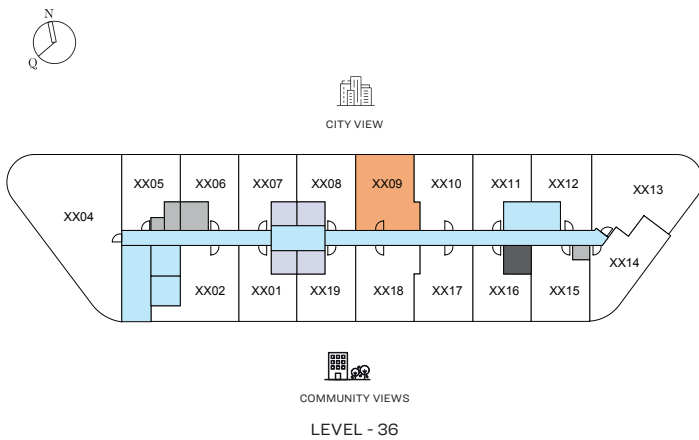 N
Q
CITY VIEW
XX05 XX06 XX07 XX08 XX09 XX10 XX11 XX12 XX13
XX04
XX14
XX02 XX01 XX19 XX18 XX17 XX16 XX15
COMMUNITY VIEWS
LEVEL - 36